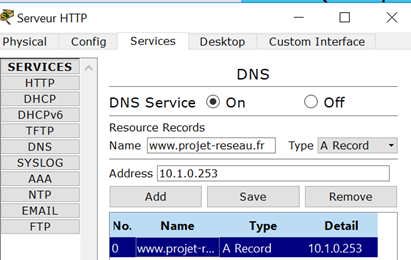 Serveur HTTP
Physical Config Services Desktop Custom Interface
SERVICES
HTTP
DHCP
DHCPv6
TFTP
DNS
SYSLOG
AAA
NTP
EMAIL
FTP
DNS
DNS Service On Off
Resource Records
Name www.projet-reseau.fr Type A Record
Address 10.1.0.253
Add Save Remove
No. Name Type Detail
0 www.projet-r... A Record 10.1.0.253